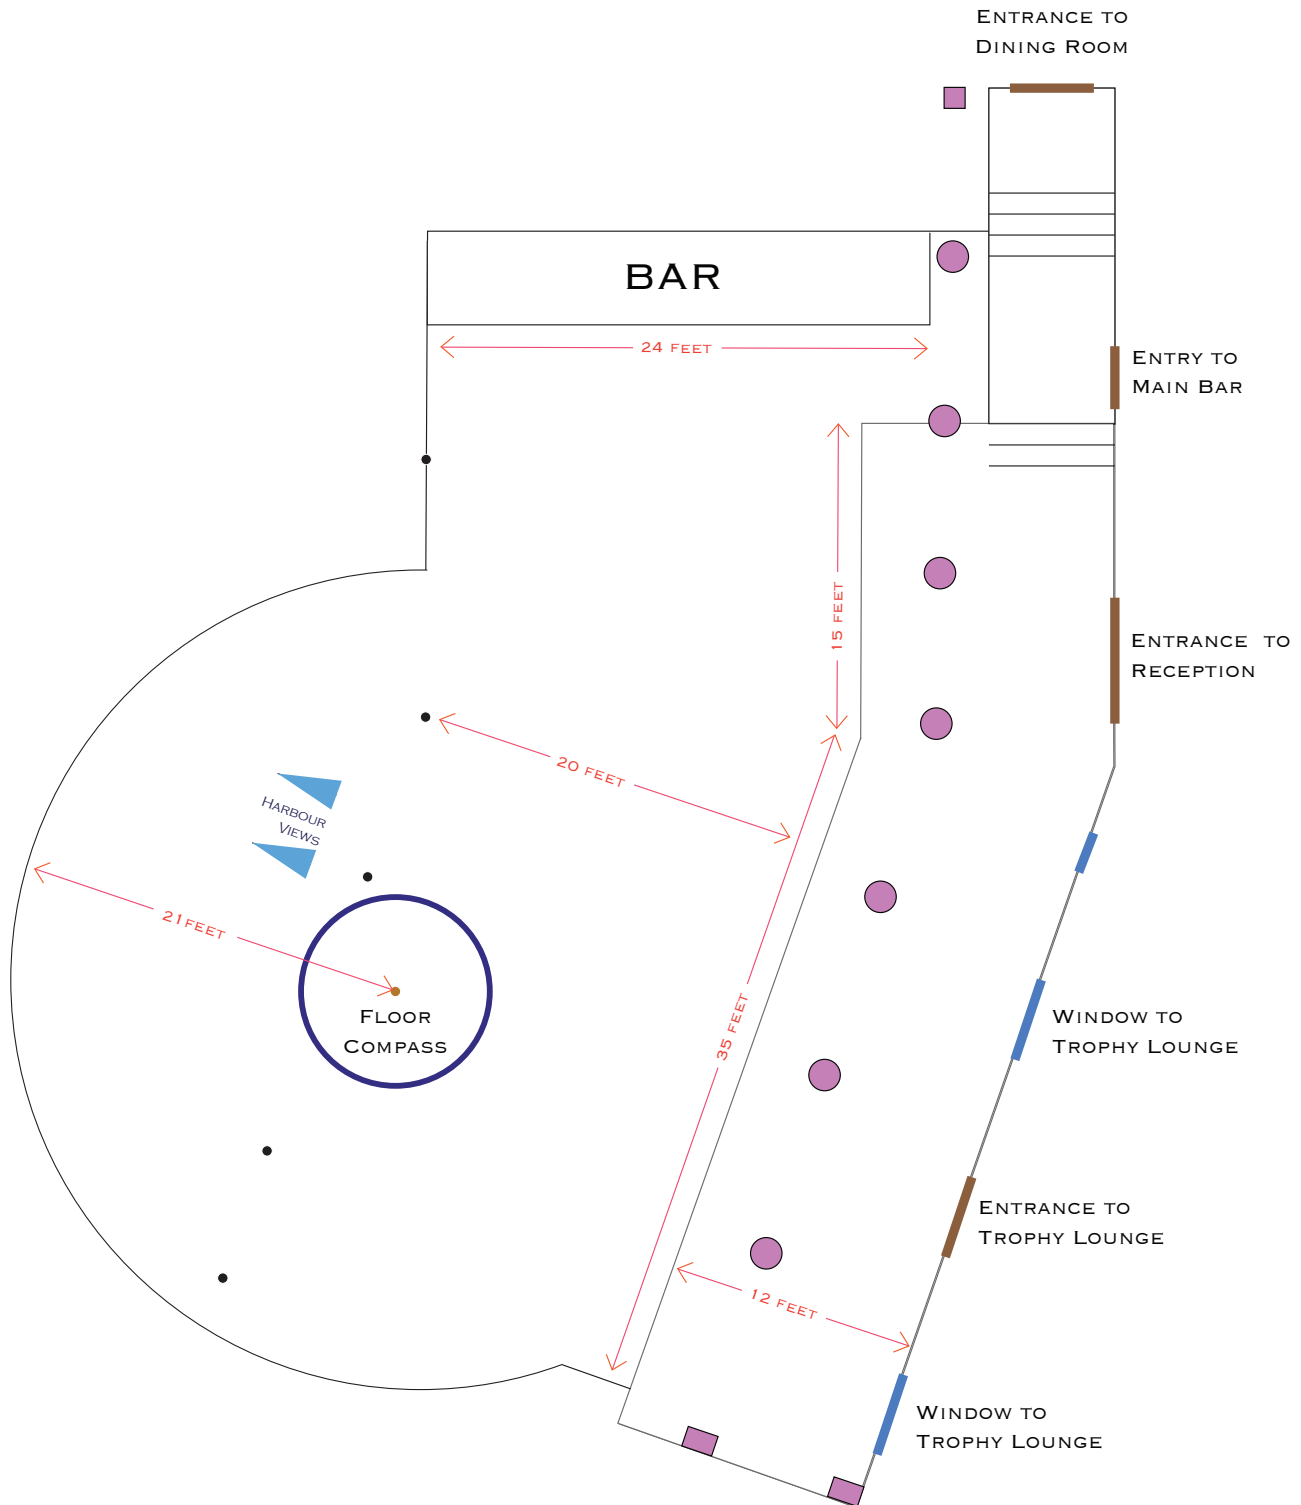 Entrance to
Dining Room
BAR
24 feet
Entry to
Main Bar
15 feet
Entrance to
Reception
20 feet
Harbour
Views
21feet
Floor
Compass
35 feet
Window to
Trophy Lounge
Entrance to
Trophy Lounge
12 feet
Window to
Trophy Lounge